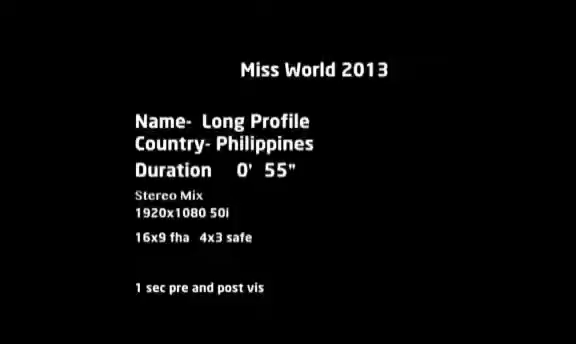 Miss World 2013
Name- Long Profile
Country- Philippines
Duration 0' 55"
Stereo Mix
1920x1080 50i
16x9 fha 4x3 safe
1 sec pre and post vis